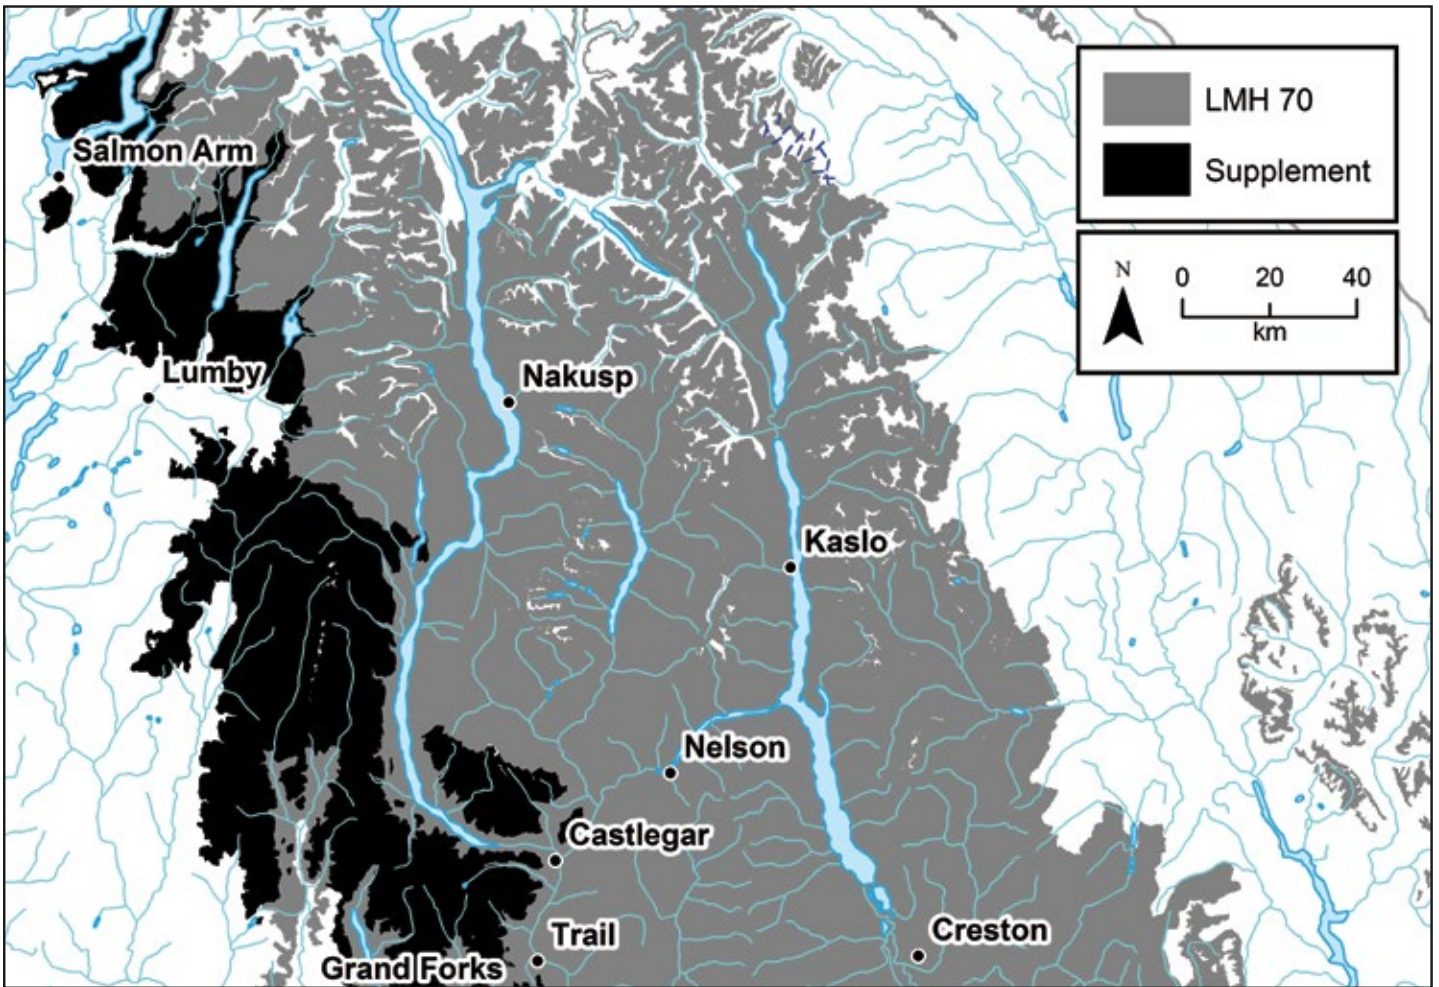 LMH 70
Supplement
N
0 20 40
km
Salmon Arm
Lumby
Nakusp
Kaslo
Nelson
Castlegar
Trail
Creston
Grand Forks